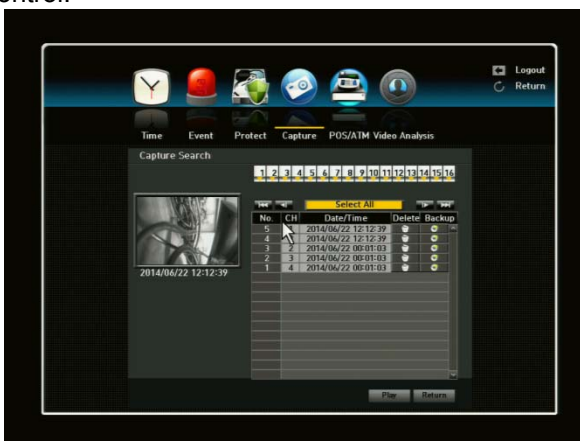 Logout
Return
Time Event Protect Capture POS/ATM Video Analysis
Capture Search
1 2 3 4 5 6 7 8 9 10 11 12 13 14 15 16
Select All
No. CH Date/Time Delete Backup
5 2014/06/22 12:12:39
4 2014/06/22 12:12:39
3 2 2014/06/22 00:01:03
2 3 2014/06/22 00:01:03
1 4 2014/06/22 00:01:03
2014/06/22 12:12:39
Play Return